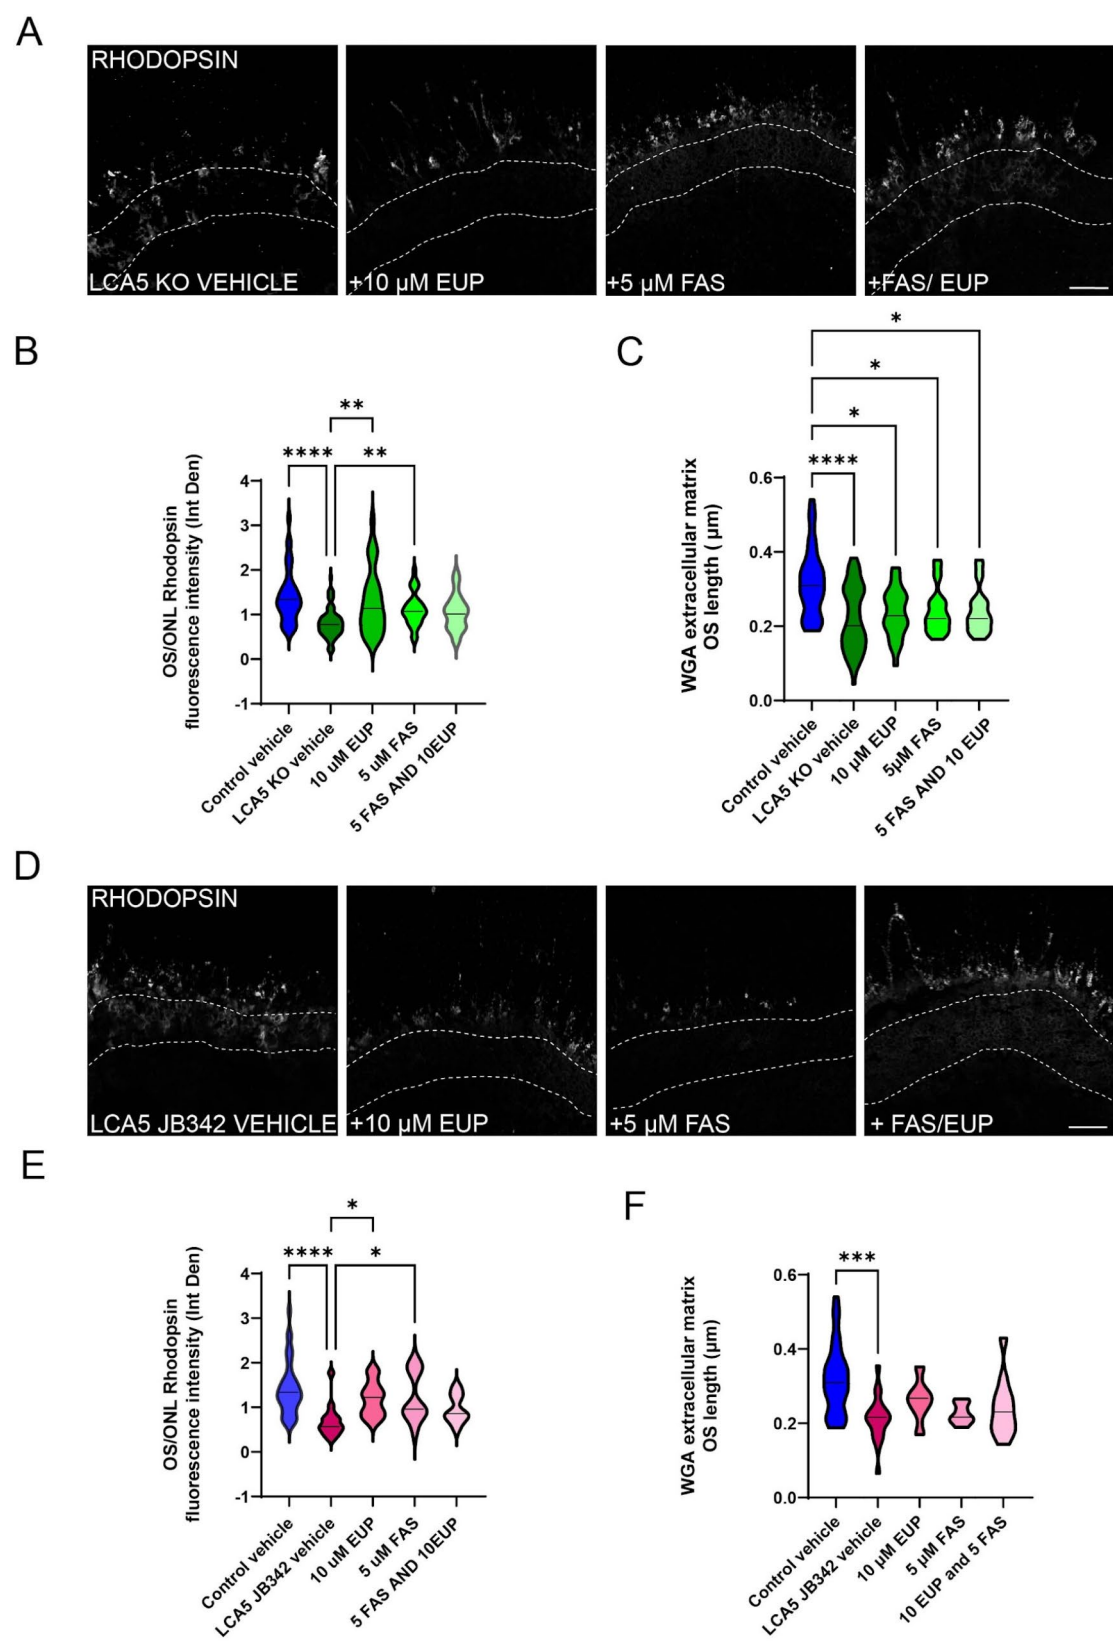 A
RHODOPSIN
LCA5 KO VEHICLE
+10 µM EUP
+5 µM FAS
+FAS/ EUP
B
**
****
**
OS/ONL Rhodopsin
fluorescence intensity (Int Den)
4
3
2
1
0
-1
Control vehicle
LCA5 KO vehicle
10 uM EUP
5 uM FAS
5 FAS AND 10EUP
C
*
*
*
****
WGA extracellular matrix
OS length ( µm)
0.6
0.4
0.2
0.0
Control vehicle
LCA5 KO vehicle
10 µM EUP
5µM FAS
5 FAS AND 10 EUP
D
RHODOPSIN
LCA5 JB342 VEHICLE
+10 µM EUP
+5 µM FAS
+ FAS/EUP
E
*
****
*
OS/ONL Rhodopsin
fluorescence intensity (Int Den)
4
3
2
1
0
-1
Control vehicle
LCA5 JB342 vehicle
10 uM EUP
5 uM FAS
5 FAS AND 10EUP
F
***
WGA extracellular matrix
OS length (µm)
0.6
0.4
0.2
0.0
Control vehicle
LCA5 JB342 vehicle
10 µM EUP
5 µM FAS
10 EUP and 5 FAS